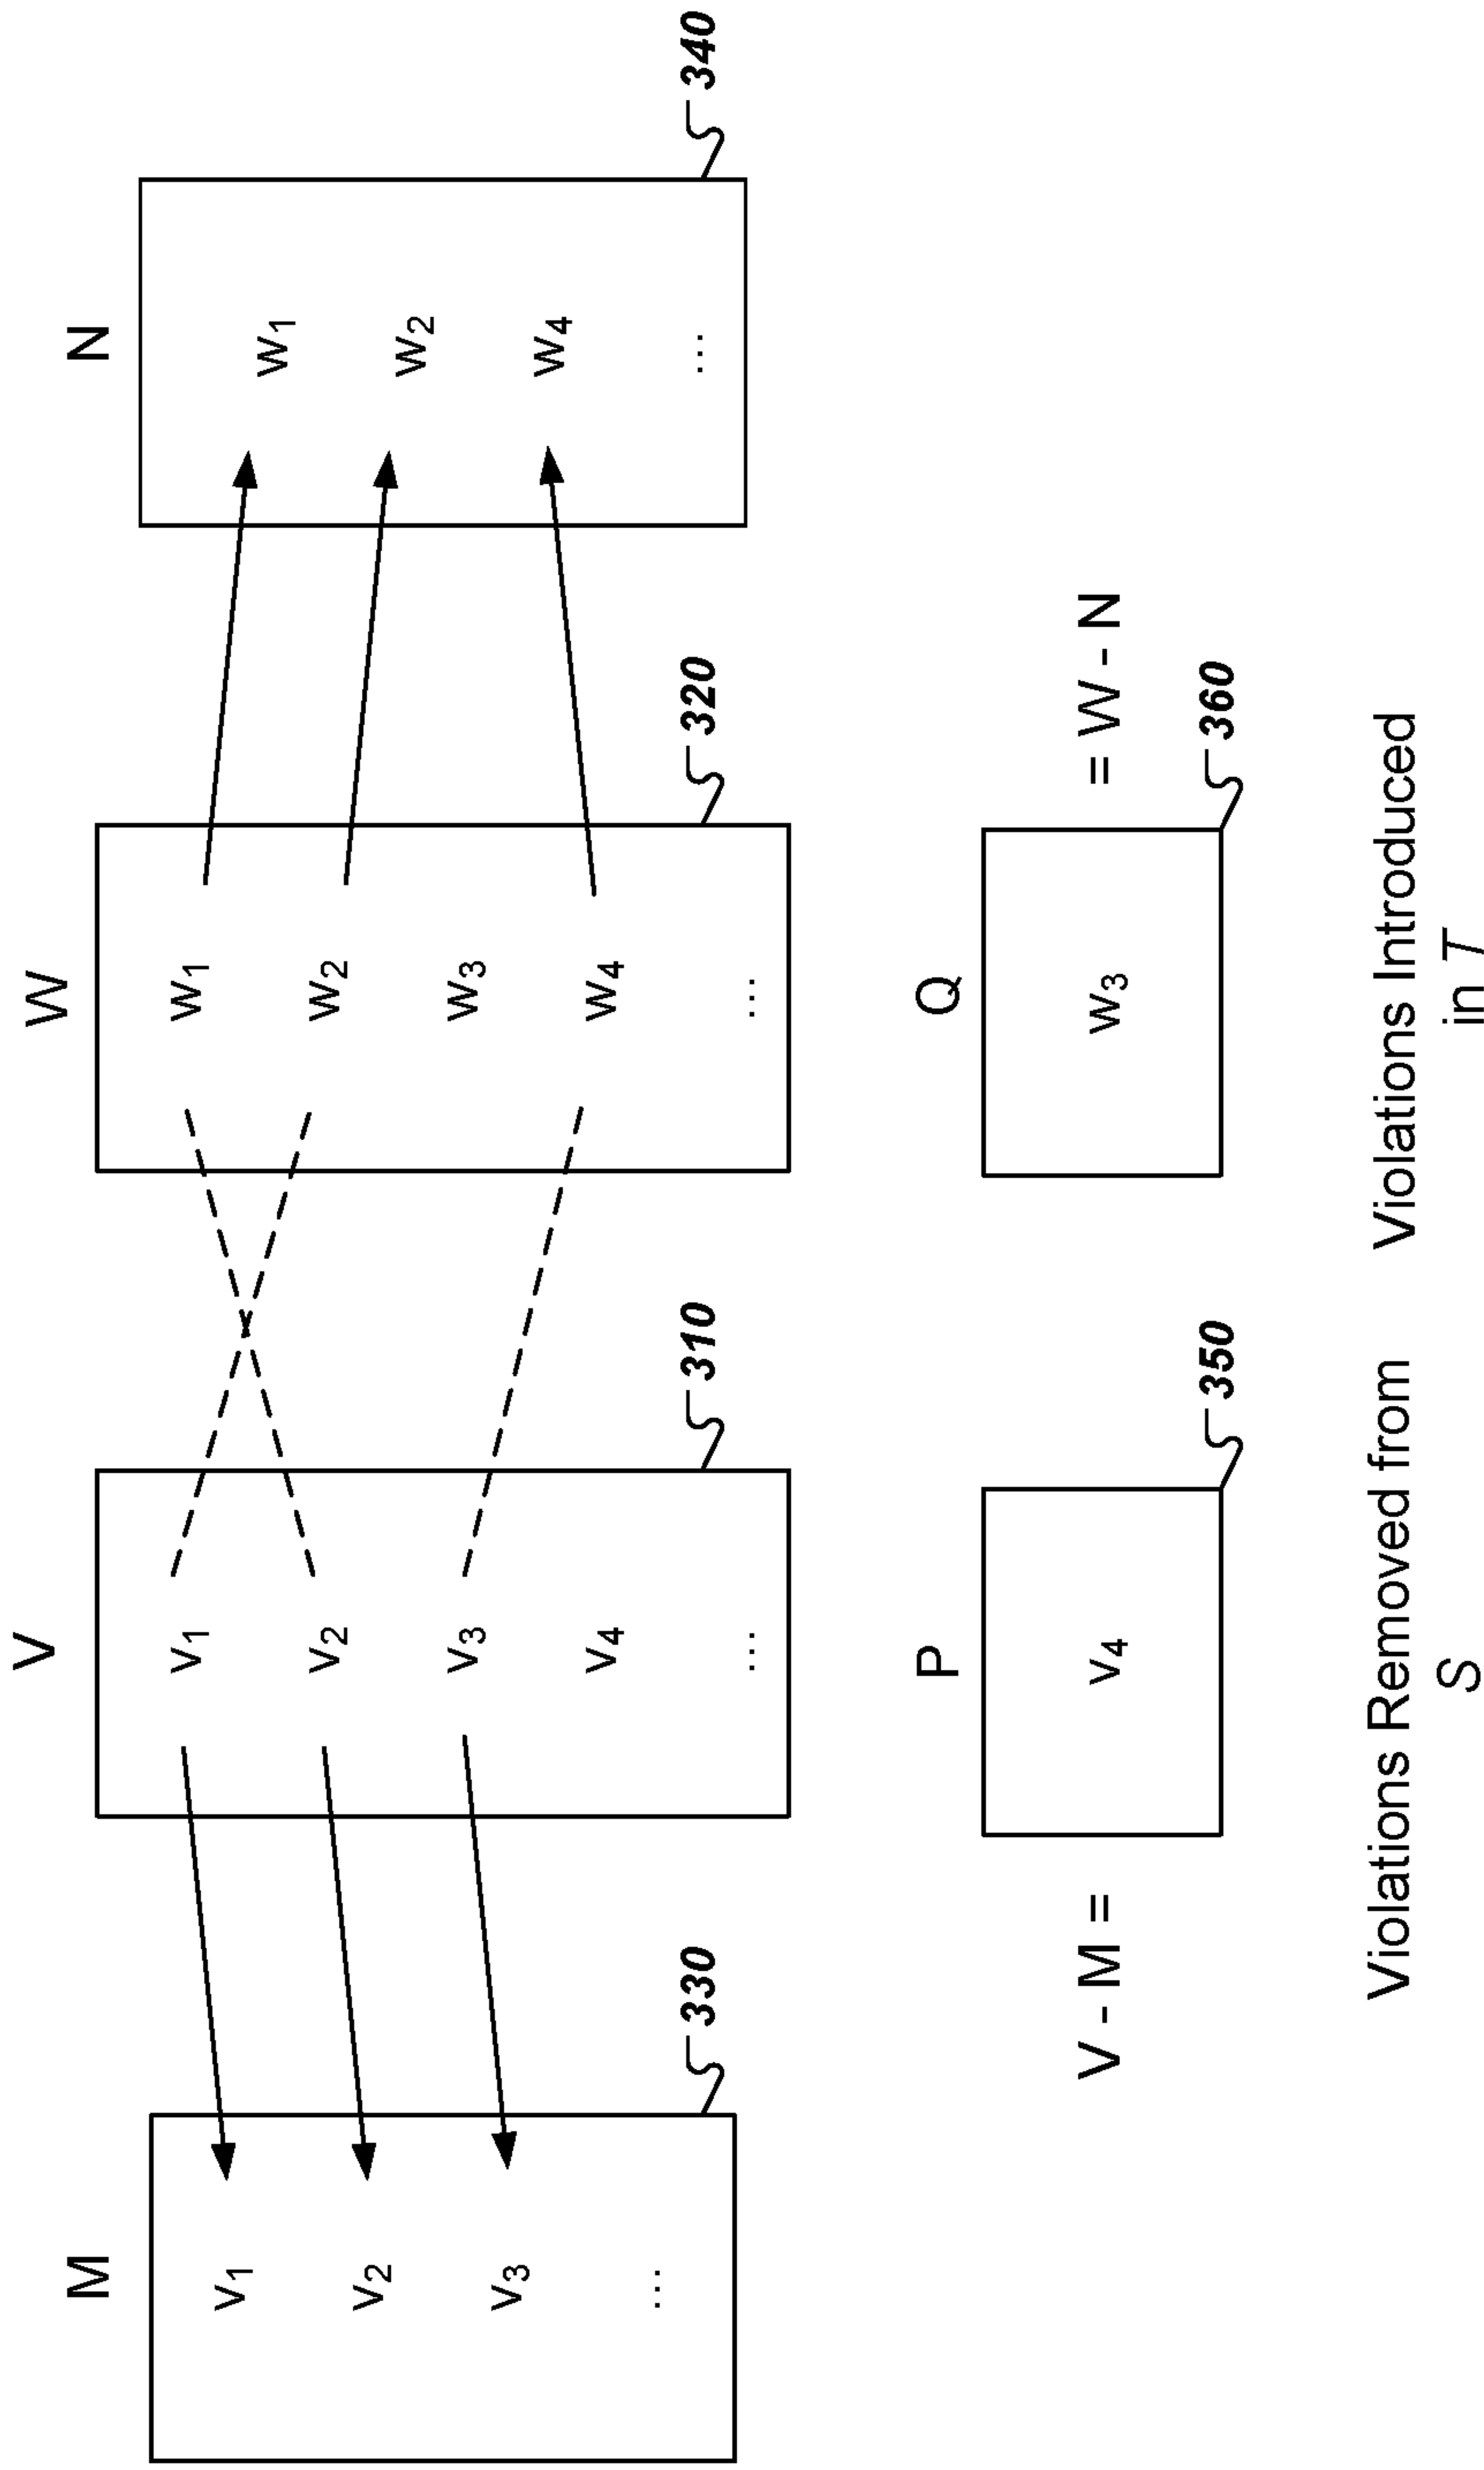 M
V
W
N
V1
V2
V3
...
330
V1
V2
V3
V4
...
310
W1
W2
W3
W4
...
320
W1
W2
W4
...
340
P
Q
V - M =
V4
350
W3
= W - N
360
Violations Removed from
S
Violations Introduced
in T